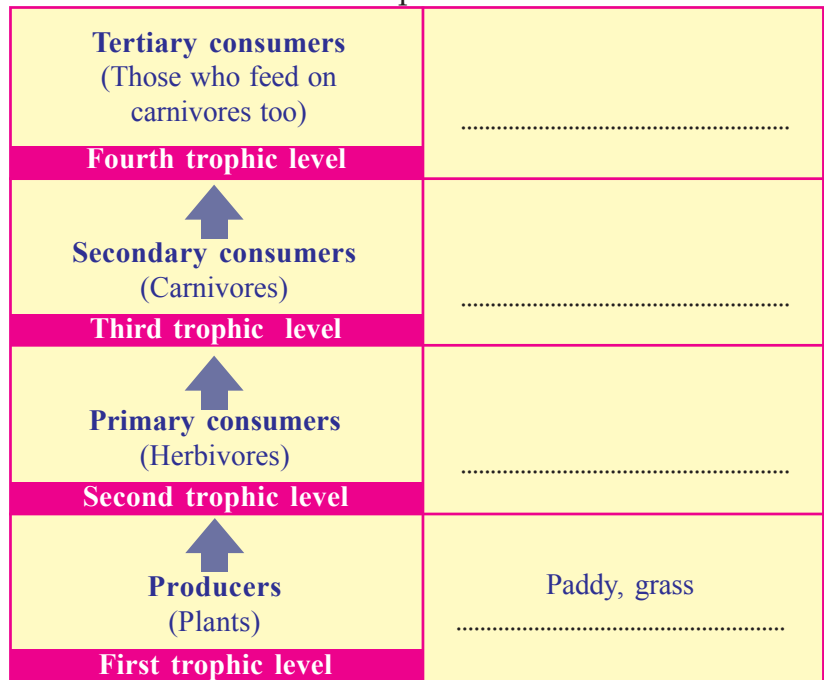 Tertiary consumers
(Those who feed on
carnivores too)
................................................................
Fourth trophic level
Secondary consumers
(Carnivores)
................................................................
Third trophic level
Primary consumers
(Herbivores)
................................................................
Second trophic level
Producers
(Plants)
Paddy, grass
................................................................
First trophic level